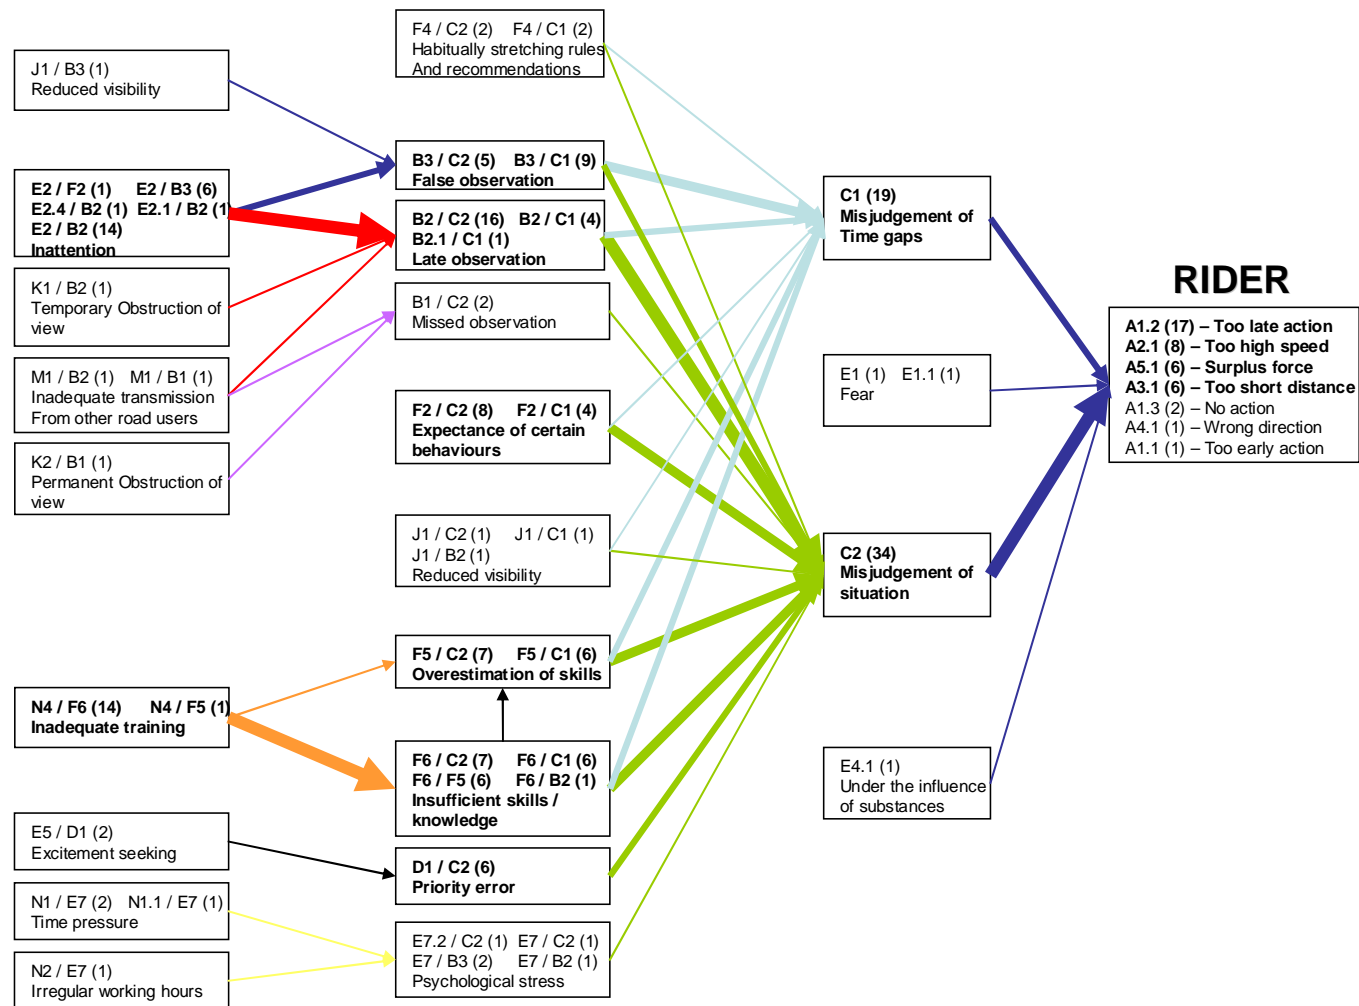 J1 / B3 (1)
Reduced visibility
E2 / F2 (1) E2 / B3 (6)
E2.4 / B2 (1) E2.1 / B2 (1)
E2 / B2 (14)
Inattention
K1 / B2 (1)
Temporary Obstruction of
view
M1 / B2 (1) M1 / B1 (1)
Inadequate transmission
From other road users
K2 / B1 (1)
Permanent Obstruction of
view
N4 / F6 (14) N4 / F5 (1)
Inadequate training
E5 / D1 (2)
Excitement seeking
N1 / E7 (2) N1.1 / E7 (1)
Time pressure
N2 / E7 (1)
Irregular working hours
F4 / C2 (2) F4 / C1 (2)
Habitually stretching rules
And recommendations
B3 / C2 (5) B3 / C1 (9)
False observation
B2 / C2 (16) B2 / C1 (4)
B2.1 / C1 (1)
Late observation
B1 / C2 (2)
Missed observation
F2 / C2 (8) F2 / C1 (4)
Expectance of certain
behaviours
J1 / C2 (1) J1 / C1 (1)
J1 / B2 (1)
Reduced visibility
F5 / C2 (7) F5 / C1 (6)
Overestimation of skills
F6 / C2 (7) F6 / C1 (6)
F6 / F5 (6) F6 / B2 (1)
Insufficient skills /
knowledge
D1 / C2 (6)
Priority error
E7.2 / C2 (1) E7 / C2 (1)
E7 / B3 (2) E7 / B2 (1)
Psychological stress
C1 (19)
Misjudgement of
Time gaps
E1 (1) E1.1 (1)
Fear
C2 (34)
Misjudgement of
situation
E4.1 (1)
Under the influence
of substances
RIDER
A1.2 (17) – Too late action
A2.1 (8) – Too high speed
A5.1 (6) – Surplus force
A3.1 (6) – Too short distance
A1.3 (2) – No action
A4.1 (1) – Wrong direction
A1.1 (1) – Too early action